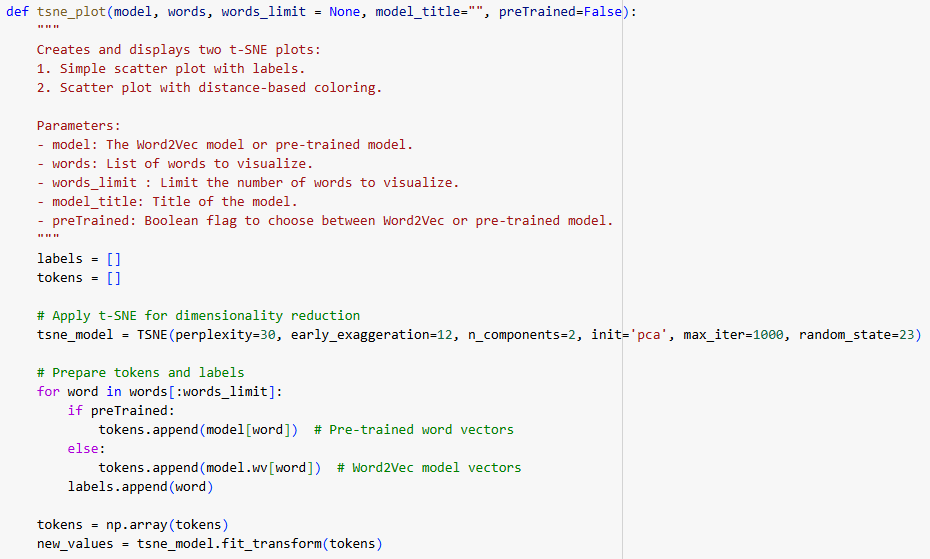 def tsne_plot(model, words, words_limit = None, model_title="", preTrained=False):
    """
    Creates and displays two t-SNE plots:
    1. Simple scatter plot with labels.
    2. Scatter plot with distance-based coloring.

    Parameters:
    - model: The Word2Vec model or pre-trained model.
    - words: List of words to visualize.
    - words_limit : Limit the number of words to visualize.
    - model_title: Title of the model.
    - preTrained: Boolean flag to choose between Word2Vec or pre-trained model.
    """
    labels = []
    tokens = []

    # Apply t-SNE for dimensionality reduction
    tsne_model = TSNE(perplexity=30, early_exaggeration=12, n_components=2, init='pca', max_iter=1000, random_state=23)

    # Prepare tokens and labels
    for word in words[:words_limit]:
        if preTrained:
            tokens.append(model[word])  # Pre-trained word vectors
        else:
            tokens.append(model.wv[word])  # Word2Vec model vectors
        labels.append(word)

    tokens = np.array(tokens)
    new_values = tsne_model.fit_transform(tokens)